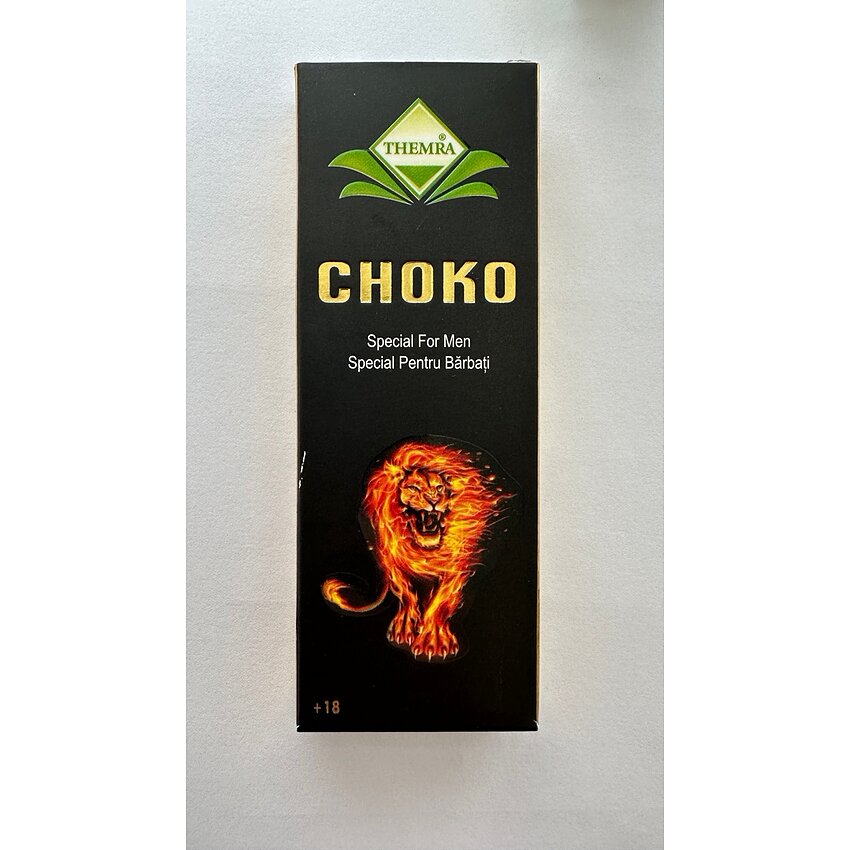 THEMRA®
CHOKO
Special For Men
Special Pentru Bărbați
+18